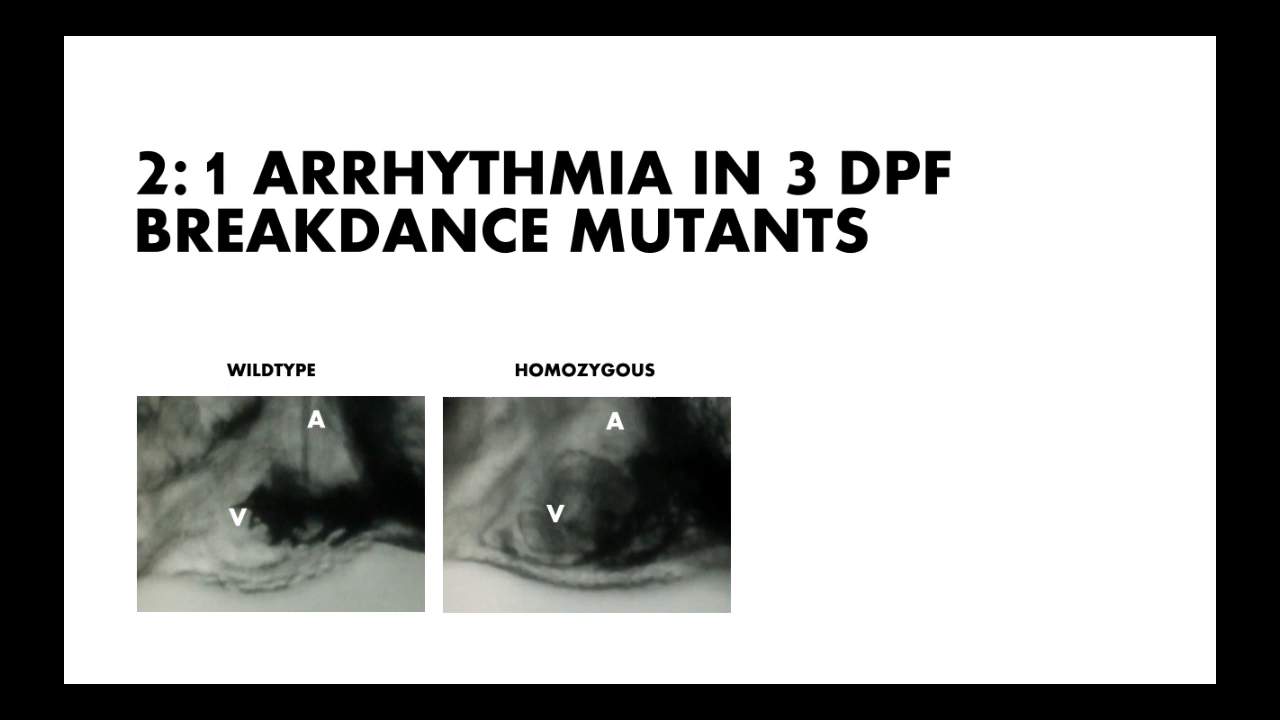 2:1 ARRHYTHMIA IN 3 DPF
BREAKDANCE MUTANTS
WILDTYPE
HOMOZYGOUS
A
V
A
V